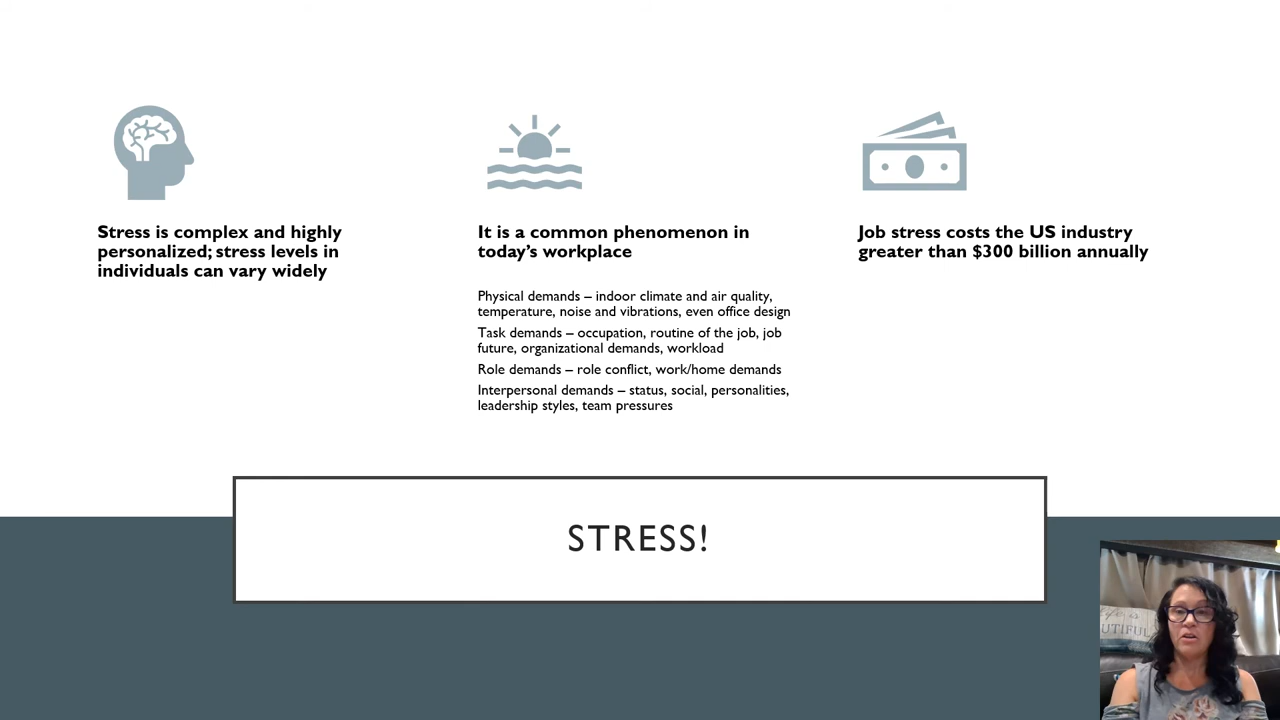 Stress is complex and highly
personalized; stress levels in
individuals can vary widely
It is a common phenomenon in
today’s workplace
Physical demands – indoor climate and air quality,
temperature, noise and vibrations, even office design
Task demands – occupation, routine of the job, job
future, organizational demands, workload
Role demands – role conflict, work/home demands
Interpersonal demands – status, social, personalities,
leadership styles, team pressures
Job stress costs the US industry
greater than $300 billion annually
STRESS!